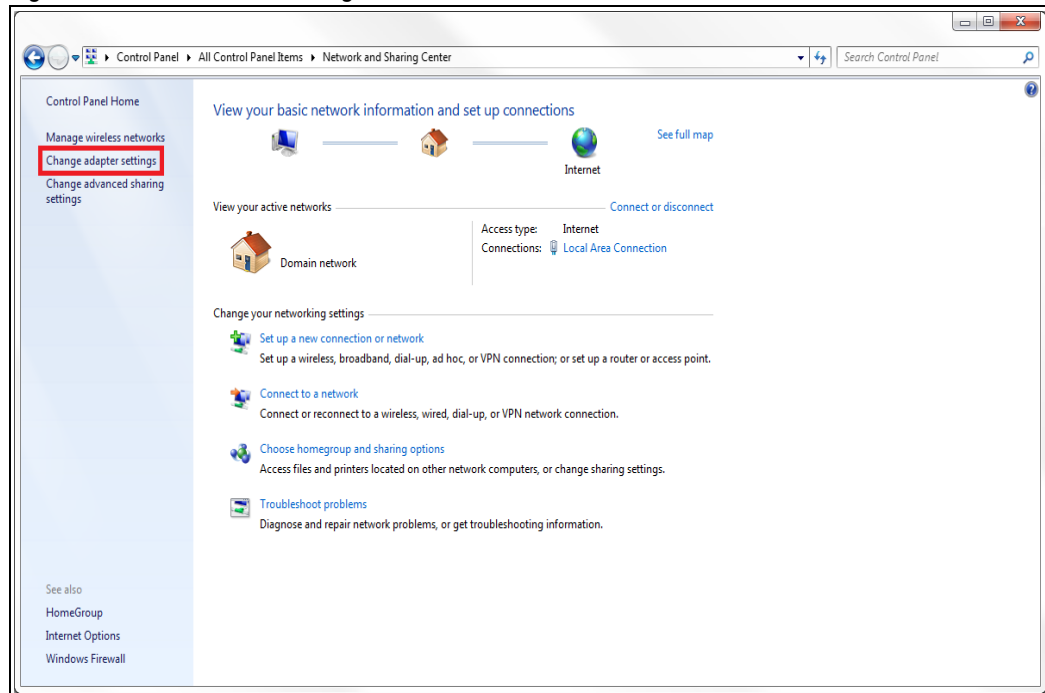 Control Panel ▸ All Control Panel Items ▸ Network and Sharing Center
Search Control Panel
Control Panel Home
Manage wireless networks
Change adapter settings
Change advanced sharing
settings
See also
HomeGroup
Internet Options
Windows Firewall
View your basic network information and set up connections
See full map
Internet
View your active networks
Connect or disconnect
Domain network
Access type: Internet
Connections: Local Area Connection
Change your networking settings
Set up a new connection or network
Set up a wireless, broadband, dial-up, ad hoc, or VPN connection; or set up a router or access point.
Connect to a network
Connect or reconnect to a wireless, wired, dial-up, or VPN network connection.
Choose homegroup and sharing options
Access files and printers located on other network computers, or change sharing settings.
Troubleshoot problems
Diagnose and repair network problems, or get troubleshooting information.